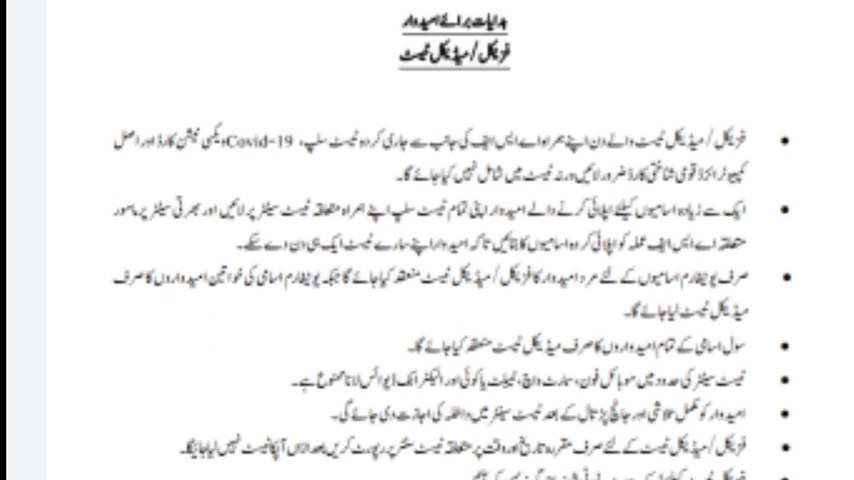 ہدایات برائے امیدوار
فزیکل / میڈیکل ٹیسٹ
فزیکل / میڈیکل ٹیسٹ والے دن اپنے ہمراہ اے ایس ایف کی جانب سے جاری کردہ ٹیسٹ سلپ، Covid-19 ویکسی نیشن کارڈ اور اصل
کمپیوٹرائزڈ قومی شناختی کارڈ ضرور لائیں ورنہ ٹیسٹ میں شامل نہیں کیا جائے گا۔
ایک سے زیادہ اسامیوں کیلئے اپلائی کرنے والے امیدوار اپنی تمام ٹیسٹ سلپ اپنے ہمراہ متعلقہ ٹیسٹ سینٹر پر لائیں اور بھرتی سینٹر پر مامور
متعلقہ اے ایس ایف عملہ کو اپلائی کردہ اسامیوں کا بتائیں تاکہ امیدوار اپنے سارے ٹیسٹ ایک ہی دن دے سکے۔
صرف یونیفارم اسامیوں کے لئے مرد امیدوار کا فزیکل / میڈیکل ٹیسٹ منعقد کیا جائے گا جبکہ یونیفارم اسامی کی خواتین امیدواروں کا صرف
میڈیکل ٹیسٹ لیا جائے گا۔
سول اسامی کے تمام امیدواروں کا صرف میڈیکل ٹیسٹ منعقد کیا جائے گا۔
ٹیسٹ سینٹر کی حدود میں موبائل فون، سمارٹ واچ، ٹیبلیٹ یا کوئی اور الیکٹرانک ڈیوائس لانا ممنوع ہے۔
امیدوار کو مکمل تلاشی اور جانچ پڑتال کے بعد ٹیسٹ سینٹر میں داخلہ کی اجازت دی جائے گی۔
فزیکل / میڈیکل ٹیسٹ کے لئے صرف مقررہ تاریخ اور وقت پر متعلقہ ٹیسٹ سنٹر پر رپورٹ کریں بعد ازاں آپکا ٹیسٹ نہیں لیا جائیگا۔